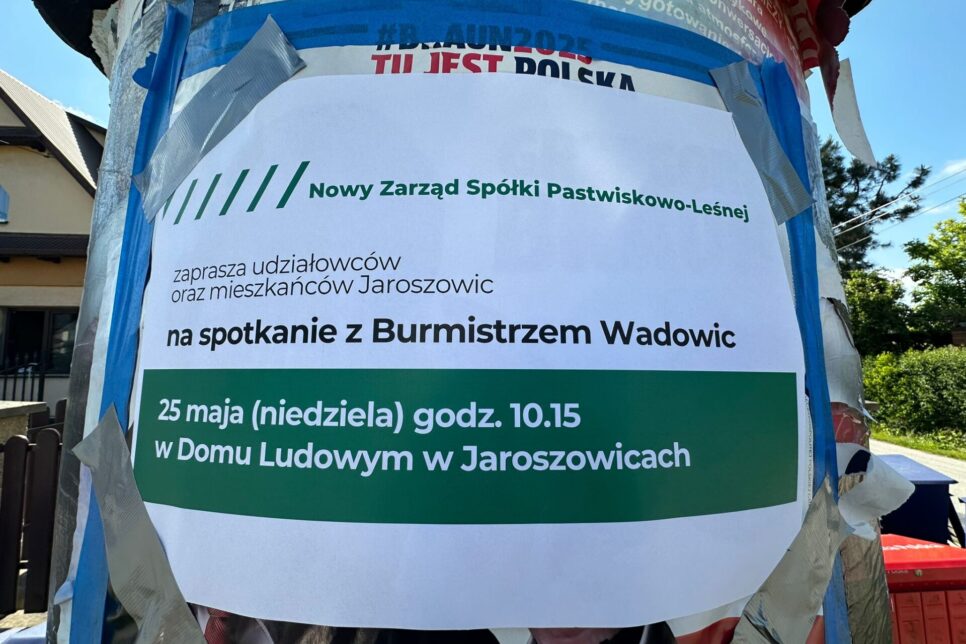 #BRAUN2025
TU JEST POLSKA
Nowy Zarząd Spółki Pastwiskowo-Leśnej
zaprasza udziałowców
oraz mieszkańców Jaroszowic
na spotkanie z Burmistrzem Wadowic
25 maja (niedziela) godz. 10.15
w Domu Ludowym w Jaroszowicach